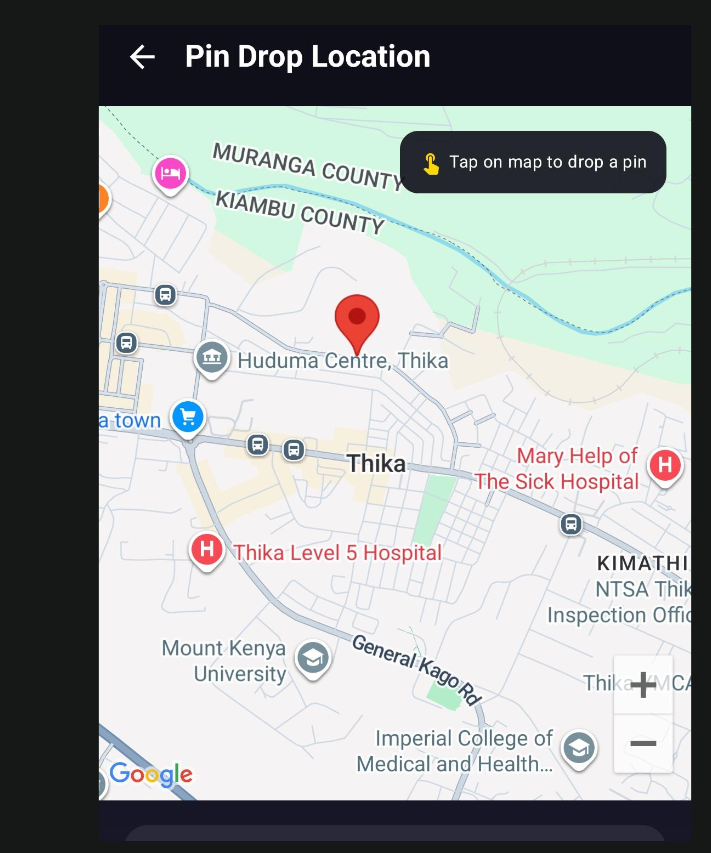 Pin Drop Location
Tap on map to drop a pin
MURANGA COUNTY
KIAMBU COUNTY
Huduma Centre, Thika
a town
Thika
Mary Help of
The Sick Hospital
H
H
Thika Level 5 Hospital
KIMATHI
NTSA Thik
Inspection Offic
Mount Kenya
University
General Kago Rd
Thika YMCA
Imperial College of
Medical and Health...
Google